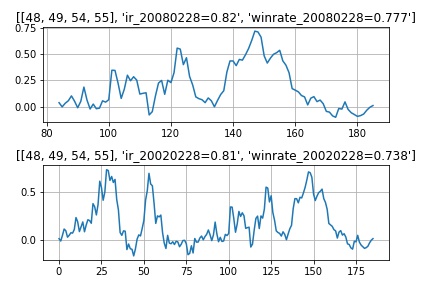 [[48, 49, 54, 55], 'ir_20080228=0.82', 'winrate_20080228=0.777']
0.75
0.50
0.25
0.00
80 100 120 140 160 180
[[48, 49, 54, 55], 'ir_20020228=0.81', 'winrate_20020228=0.738']
0.5
0.0
0 25 50 75 100 125 150 175